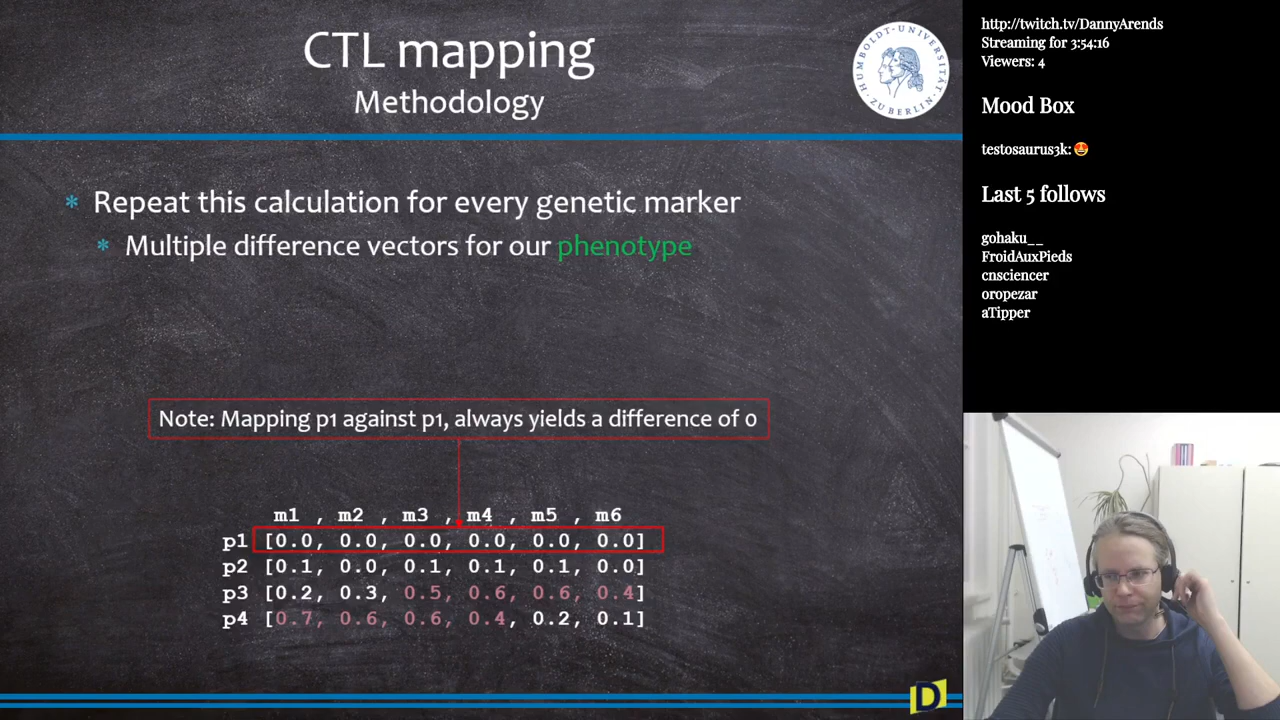 CTL mapping
Methodology
HUMBOLDT-UNIVERSITÄT ZU BERLIN
* Repeat this calculation for every genetic marker
* Multiple difference vectors for our phenotype
Note: Mapping p1 against p1, always yields a difference of 0
m1 , m2 , m3 , m4 , m5 , m6
p1 [0.0, 0.0, 0.0, 0.0, 0.0, 0.0]
p2 [0.1, 0.0, 0.1, 0.1, 0.1, 0.0]
p3 [0.2, 0.3, 0.5, 0.6, 0.6, 0.4]
p4 [0.7, 0.6, 0.6, 0.4, 0.2, 0.1]
D
http://twitch.tv/DannyArends
Streaming for 3:54:16
Viewers: 4
Mood Box
testosaurus3k: 🤩
Last 5 follows
gohaku__
FroidAuxPieds
cnsciencer
oropezar
aTipper